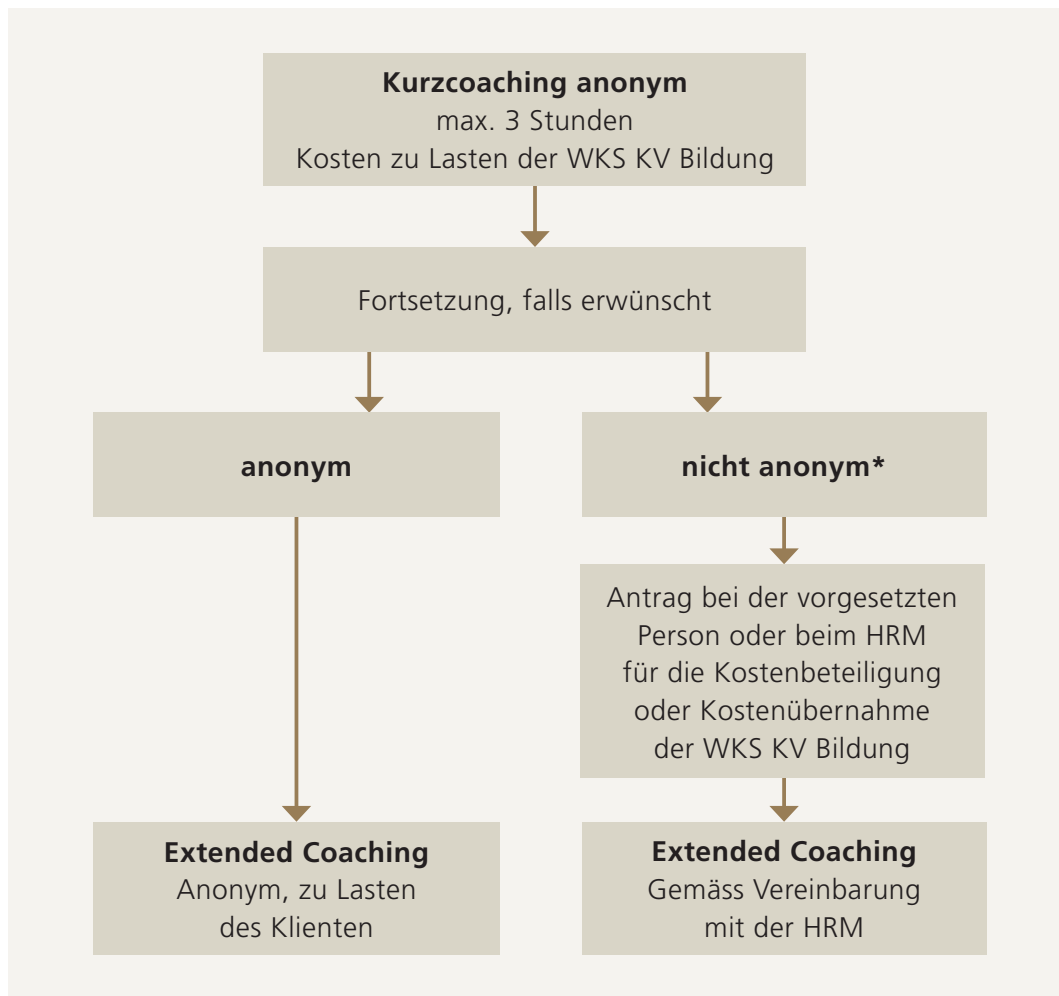 Kurzcoaching anonym
max. 3 Stunden
Kosten zu Lasten der WKS KV Bildung
Fortsetzung, falls erwünscht
anonym
nicht anonym*
Antrag bei der vorgesetzten
Person oder beim HRM
für die Kostenbeteiligung
oder Kostenübernahme
der WKS KV Bildung
Extended Coaching
Anonym, zu Lasten
des Klienten
Extended Coaching
Gemäss Vereinbarung
mit der HRM